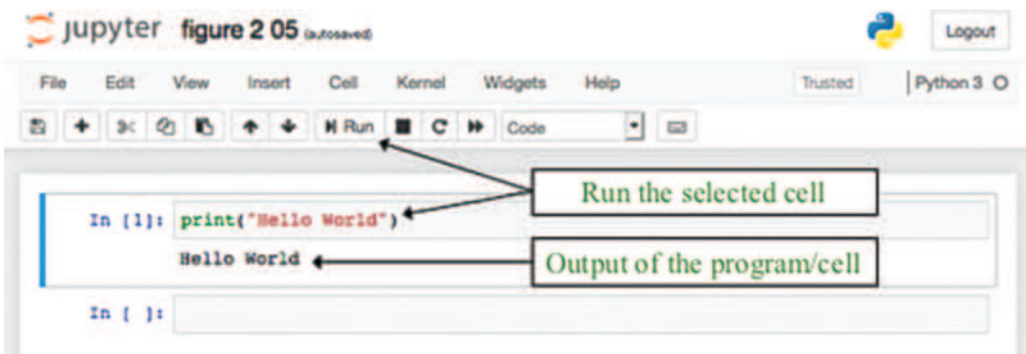 jupyter figure 2 05 (autosaved) Logout
File Edit View Insert Cell Kernel Widgets Help Trusted Python 3
Run Code
Run the selected cell
In [1]: print("Hello World")
Hello World
Output of the program/cell
In [ ]: